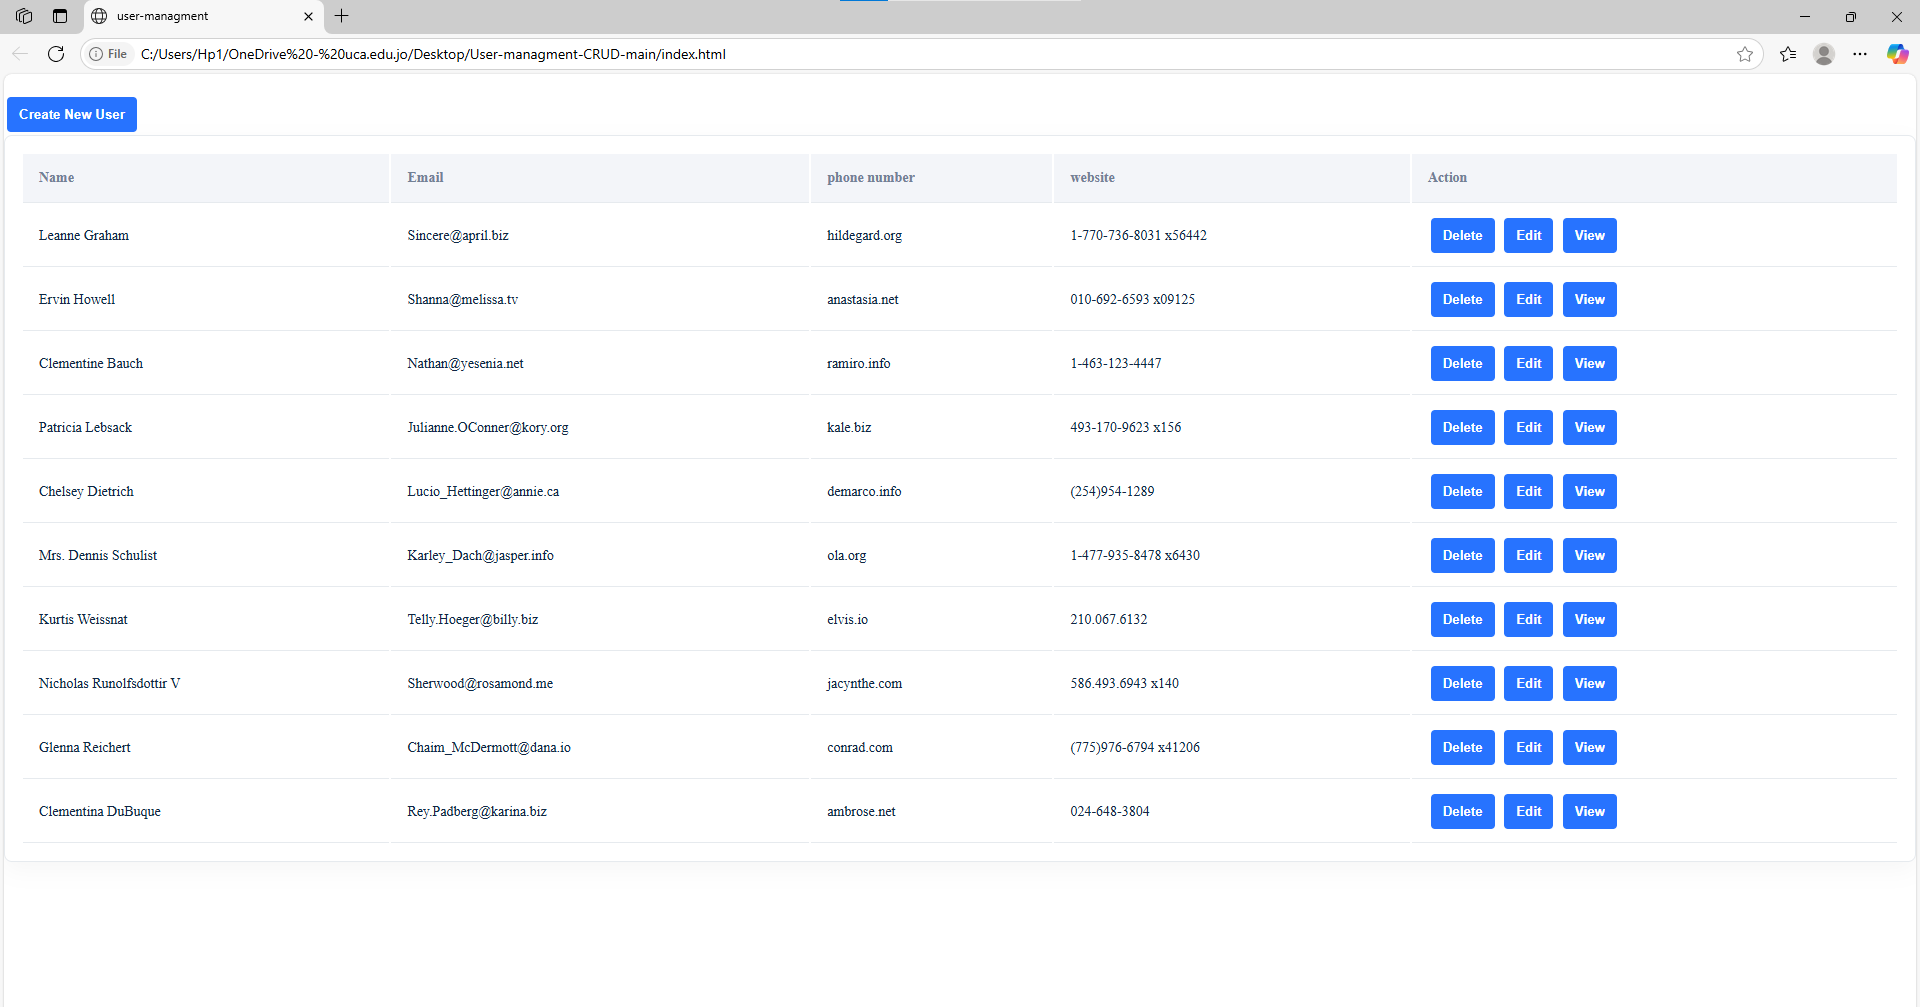 user-managment
File C:/Users/Hp1/OneDrive%20-%20uca.edu.jo/Desktop/User-managment-CRUD-main/index.html
Create New User
Name Email phone number website Action
Leanne Graham Sincere@april.biz hildegard.org 1-770-736-8031 x56442 Delete Edit View
Ervin Howell Shanna@melissa.tv anastasia.net 010-692-6593 x09125 Delete Edit View
Clementine Bauch Nathan@yesenia.net ramiro.info 1-463-123-4447 Delete Edit View
Patricia Lebsack Julianne.OConner@kory.org kale.biz 493-170-9623 x156 Delete Edit View
Chelsey Dietrich Lucio_Hettinger@annie.ca demarco.info (254)954-1289 Delete Edit View
Mrs. Dennis Schulist Karley_Dach@jasper.info ola.org 1-477-935-8478 x6430 Delete Edit View
Kurtis Weissnat Telly.Hoeger@billy.biz elvis.io 210.067.6132 Delete Edit View
Nicholas Runolfsdottir V Sherwood@rosamond.me jacynthe.com 586.493.6943 x140 Delete Edit View
Glenna Reichert Chaim_McDermott@dana.io conrad.com (775)976-6794 x41206 Delete Edit View
Clementina DuBuque Rey.Padberg@karina.biz ambrose.net 024-648-3804 Delete Edit View